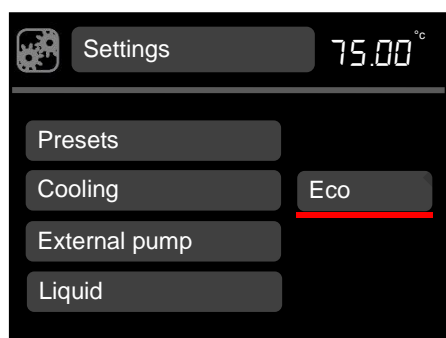 Settings 75.00°c
Presets
Cooling Eco
External pump
Liquid